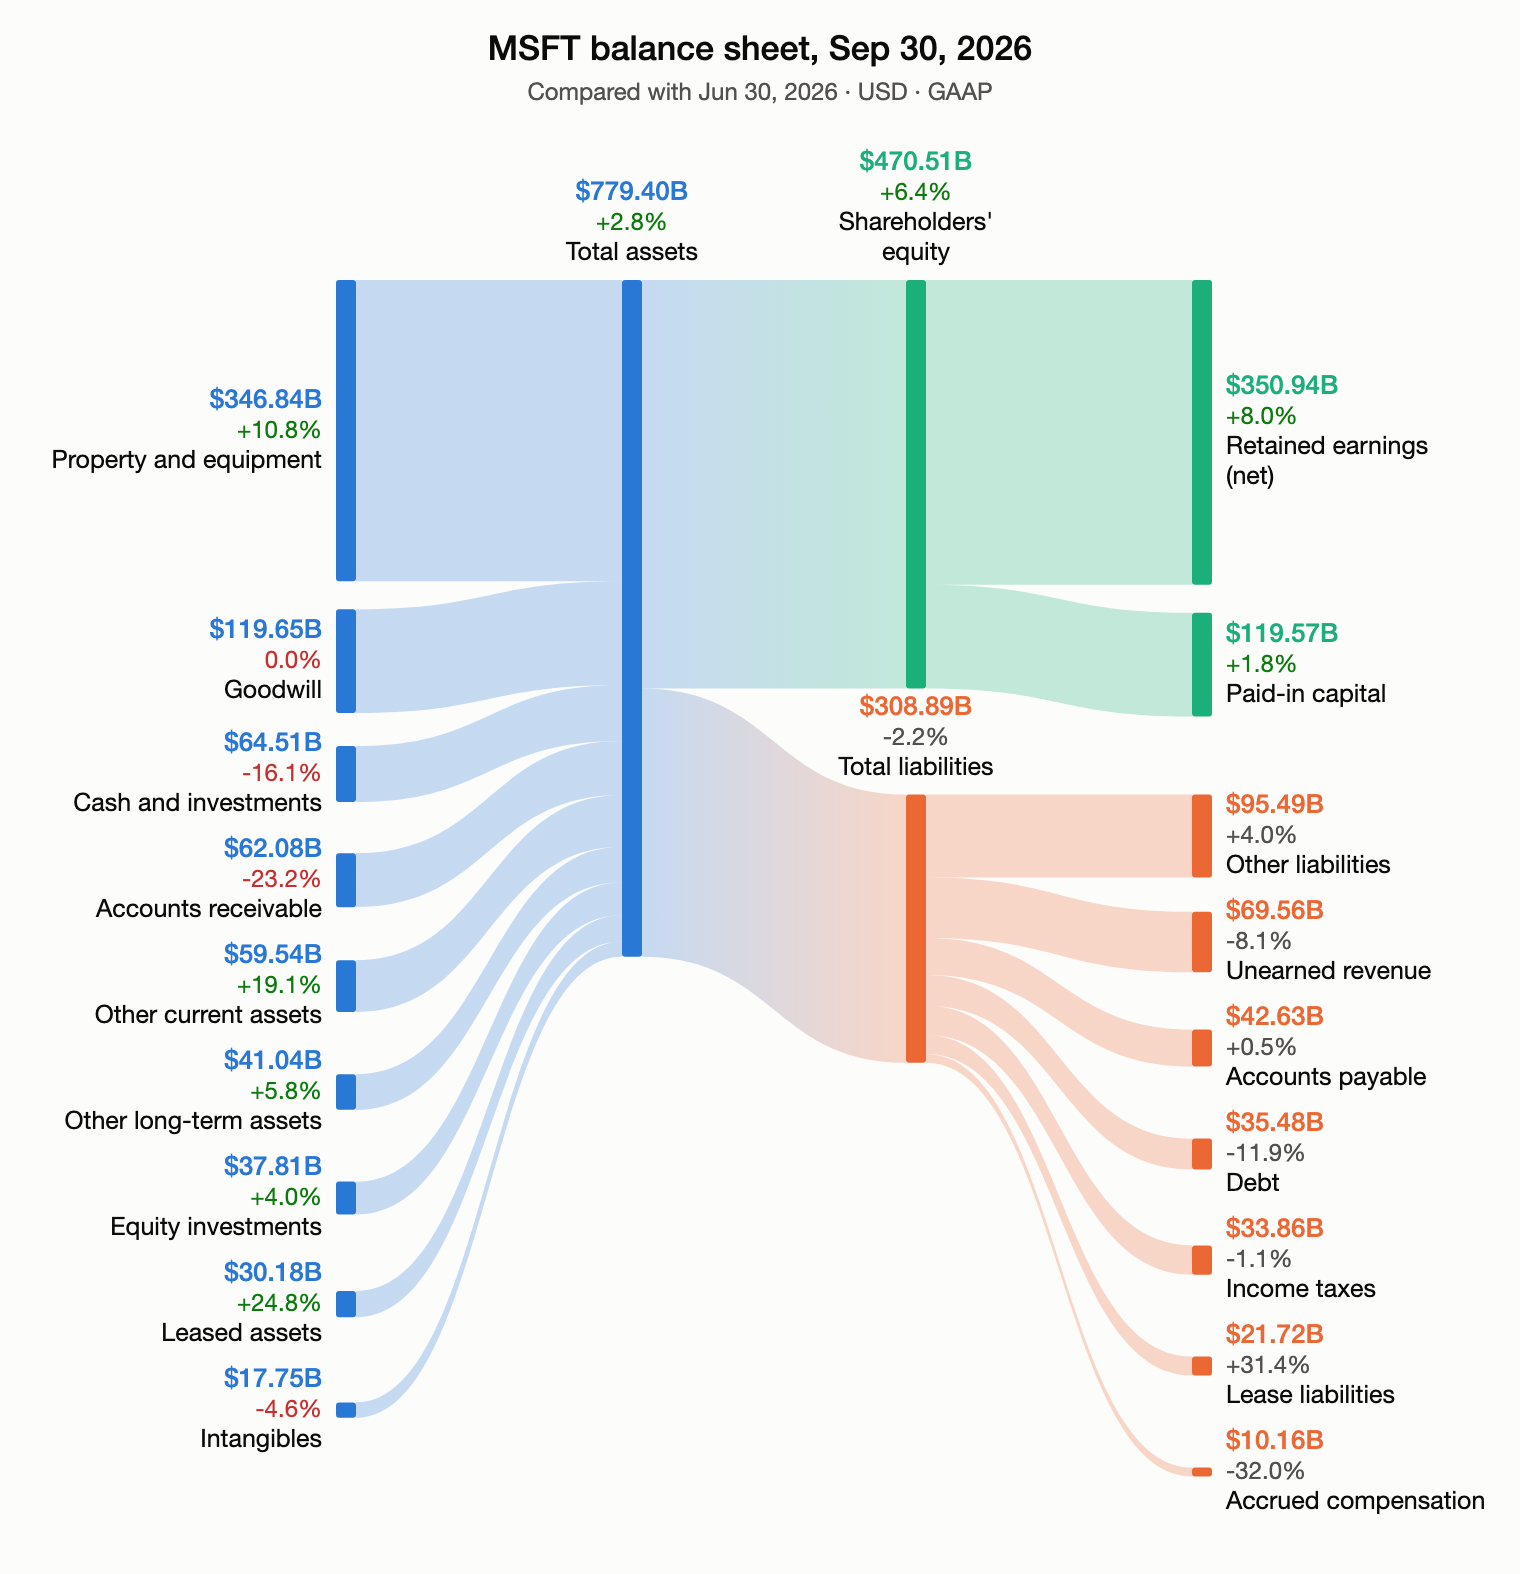 MSFT balance sheet, Sep 30, 2026
Compared with Jun 30, 2026 · USD · GAAP
$779.40B
+2.8%
Total assets
$470.51B
+6.4%
Shareholders'
equity
$346.84B
+10.8%
Property and equipment
$119.65B
0.0%
Goodwill
$64.51B
-16.1%
Cash and investments
$62.08B
-23.2%
Accounts receivable
$59.54B
+19.1%
Other current assets
$41.04B
+5.8%
Other long-term assets
$37.81B
+4.0%
Equity investments
$30.18B
+24.8%
Leased assets
$17.75B
-4.6%
Intangibles
$308.89B
-2.2%
Total liabilities
$350.94B
+8.0%
Retained earnings
(net)
$119.57B
+1.8%
Paid-in capital
$95.49B
+4.0%
Other liabilities
$69.56B
-8.1%
Unearned revenue
$42.63B
+0.5%
Accounts payable
$35.48B
-11.9%
Debt
$33.86B
-1.1%
Income taxes
$21.72B
+31.4%
Lease liabilities
$10.16B
-32.0%
Accrued compensation